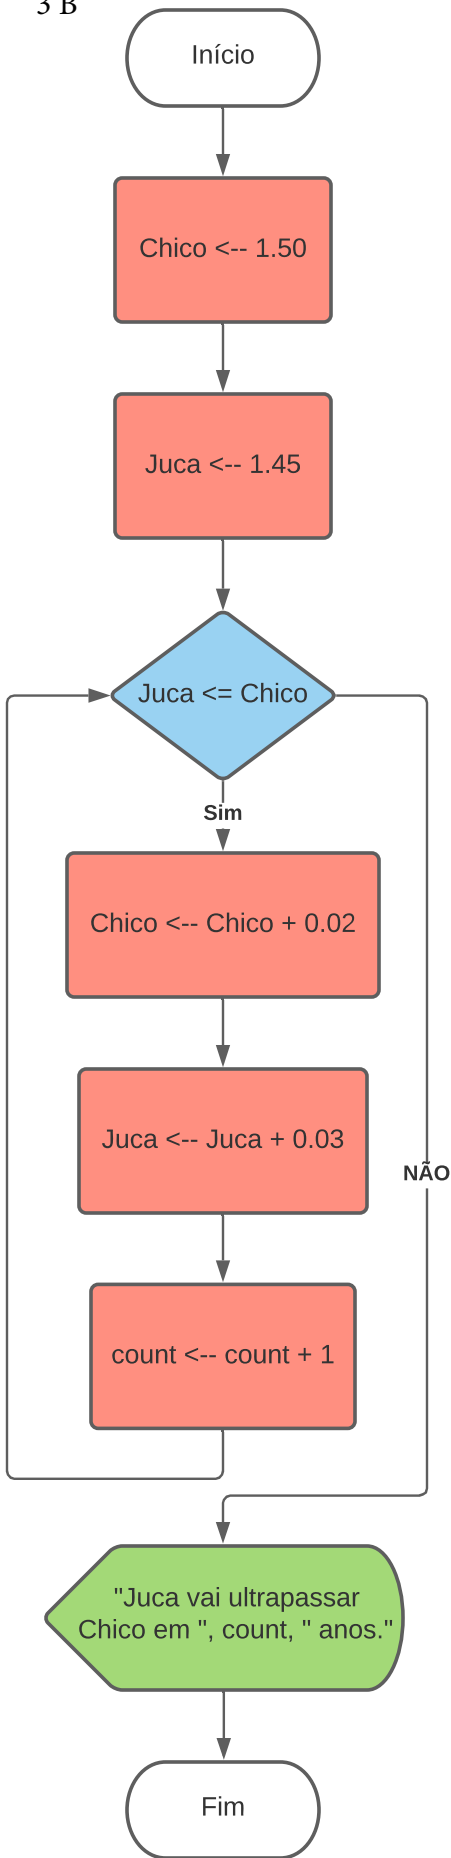 3 B
Início
Chico <-- 1.50
Juca <-- 1.45
Juca <= Chico
Sim
Chico <-- Chico + 0.02
Juca <-- Juca + 0.03
NÃO
count <-- count + 1
"Juca vai ultrapassar
Chico em ", count, " anos."
Fim